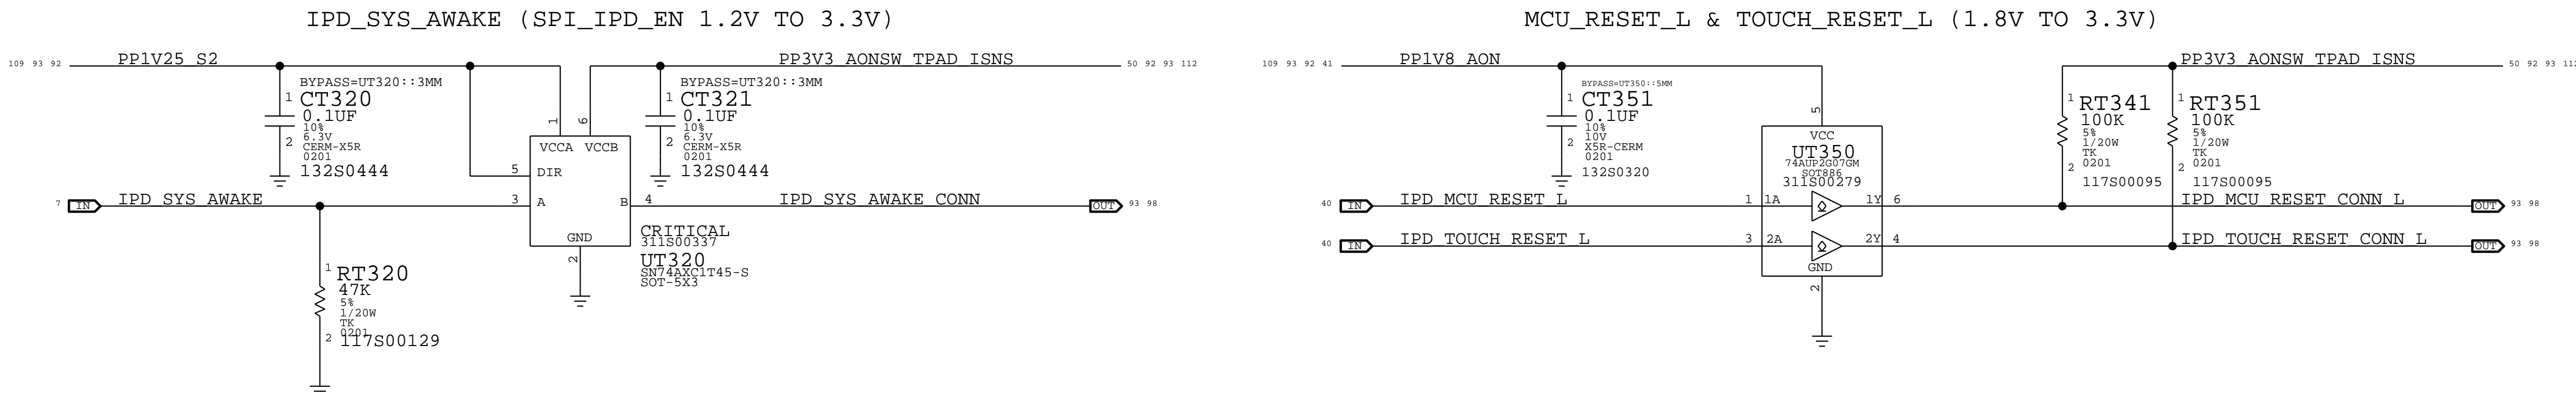 IPD_SYS_AWAKE (SPI_IPD_EN 1.2V TO 3.3V)
109 93 92
PP1V25_S2
PP3V3_AONSW_TPAD_ISNS
50 92 93 112
BYPASS=UT320::3MM
1
CT320
0.1UF
10%
6.3V
2
CERM-X5R
0201
132S0444
BYPASS=UT320::3MM
1
CT321
0.1UF
10%
6.3V
2
CERM-X5R
0201
132S0444
1
6
VCCA VCCB
5 DIR
7 IN IPD_SYS_AWAKE
3 A
B 4
IPD_SYS_AWAKE_CONN
OUT 93 98
GND
2
CRITICAL
311S00337
UT320
SN74AXC1T45-S
SOT-5X3
1
RT320
47K
5%
1/20W
TK
0201
2
117S00129
MCU_RESET_L & TOUCH_RESET_L (1.8V TO 3.3V)
109 93 92 41
PP1V8_AON
PP3V3_AONSW_TPAD_ISNS
50 92 93 112
BYPASS=UT350::5MM
1
CT351
0.1UF
10%
10V
2
X5R-CERM
0201
132S0320
5
VCC
UT350
74AUP2G07GM
SOT886
311S00279
1
RT341
100K
5%
1/20W
TK
2
0201
117S00095
1
RT351
100K
5%
1/20W
TK
2
0201
117S00095
40 IN IPD_MCU_RESET_L
1 1A
1Y 6
IPD_MCU_RESET_CONN_L
OUT 93 98
40 IN IPD_TOUCH_RESET_L
3 2A
2Y 4
IPD_TOUCH_RESET_CONN_L
OUT 93 98
GND
2